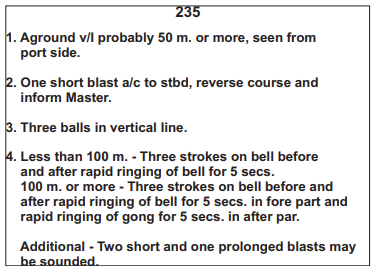 235
1. Aground v/l probably 50 m. or more, seen from
port side.
2. One short blast a/c to stbd, reverse course and
inform Master.
3. Three balls in vertical line.
4. Less than 100 m. - Three strokes on bell before
and after rapid ringing of bell for 5 secs.
100 m. or more - Three strokes on bell before and
after rapid ringing of bell for 5 secs. in fore part and
rapid ringing of gong for 5 secs. in after par.
Additional - Two short and one prolonged blasts may
be sounded.